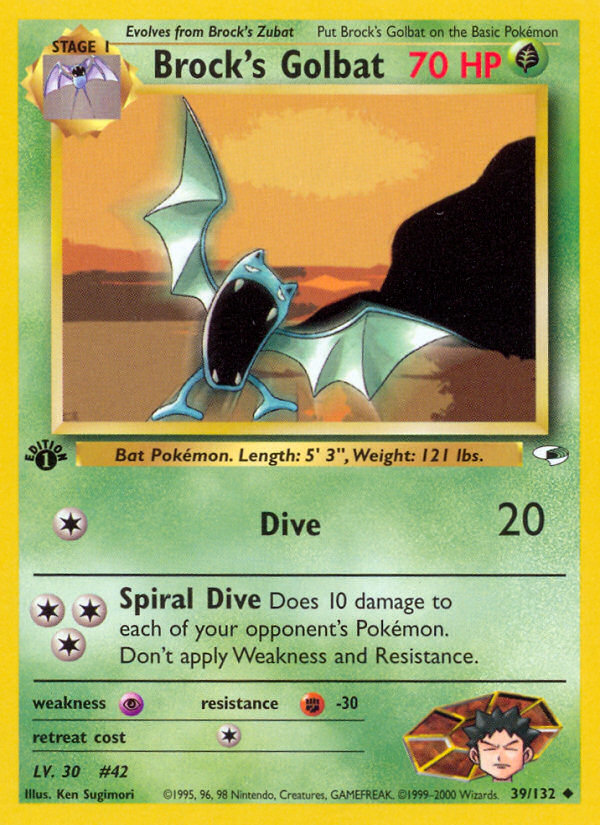 Evolves from Brock's Zubat Put Brock's Golbat on the Basic Pokémon
STAGE 1
Brock's Golbat 70 HP
EDITION
1
Bat Pokémon. Length: 5' 3", Weight: 121 lbs.
Dive 20
Spiral Dive Does 10 damage to
each of your opponent's Pokémon.
Don't apply Weakness and Resistance.
weakness resistance -30
retreat cost
LV. 30 #42
Illus. Ken Sugimori ©1995, 96, 98 Nintendo, Creatures, GAMEFREAK. ©1999-2000 Wizards. 39/132